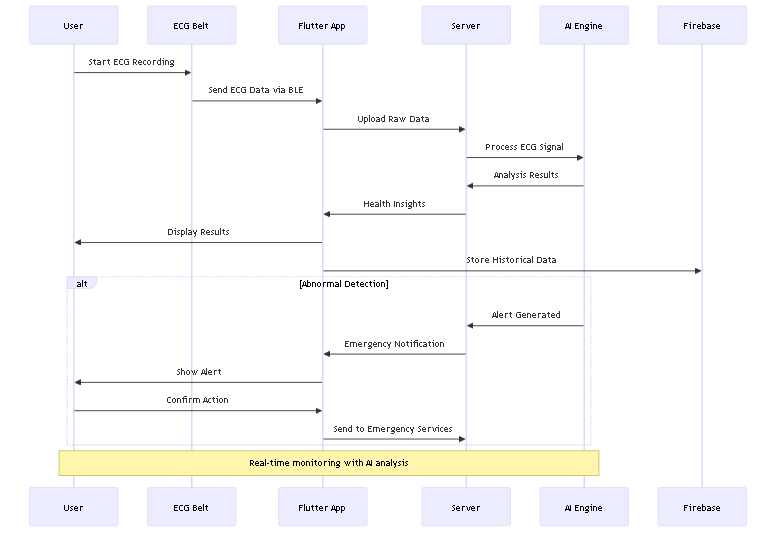 User
ECG Belt
Flutter App
Server
AI Engine
Firebase
Start ECG Recording
Send ECG Data via BLE
Upload Raw Data
Process ECG Signal
Analysis Results
Health Insights
Display Results
Store Historical Data
alt
[Abnormal Detection]
Alert Generated
Emergency Notification
Show Alert
Confirm Action
Send to Emergency Services
Real-time monitoring with AI analysis
User
ECG Belt
Flutter App
Server
AI Engine
Firebase